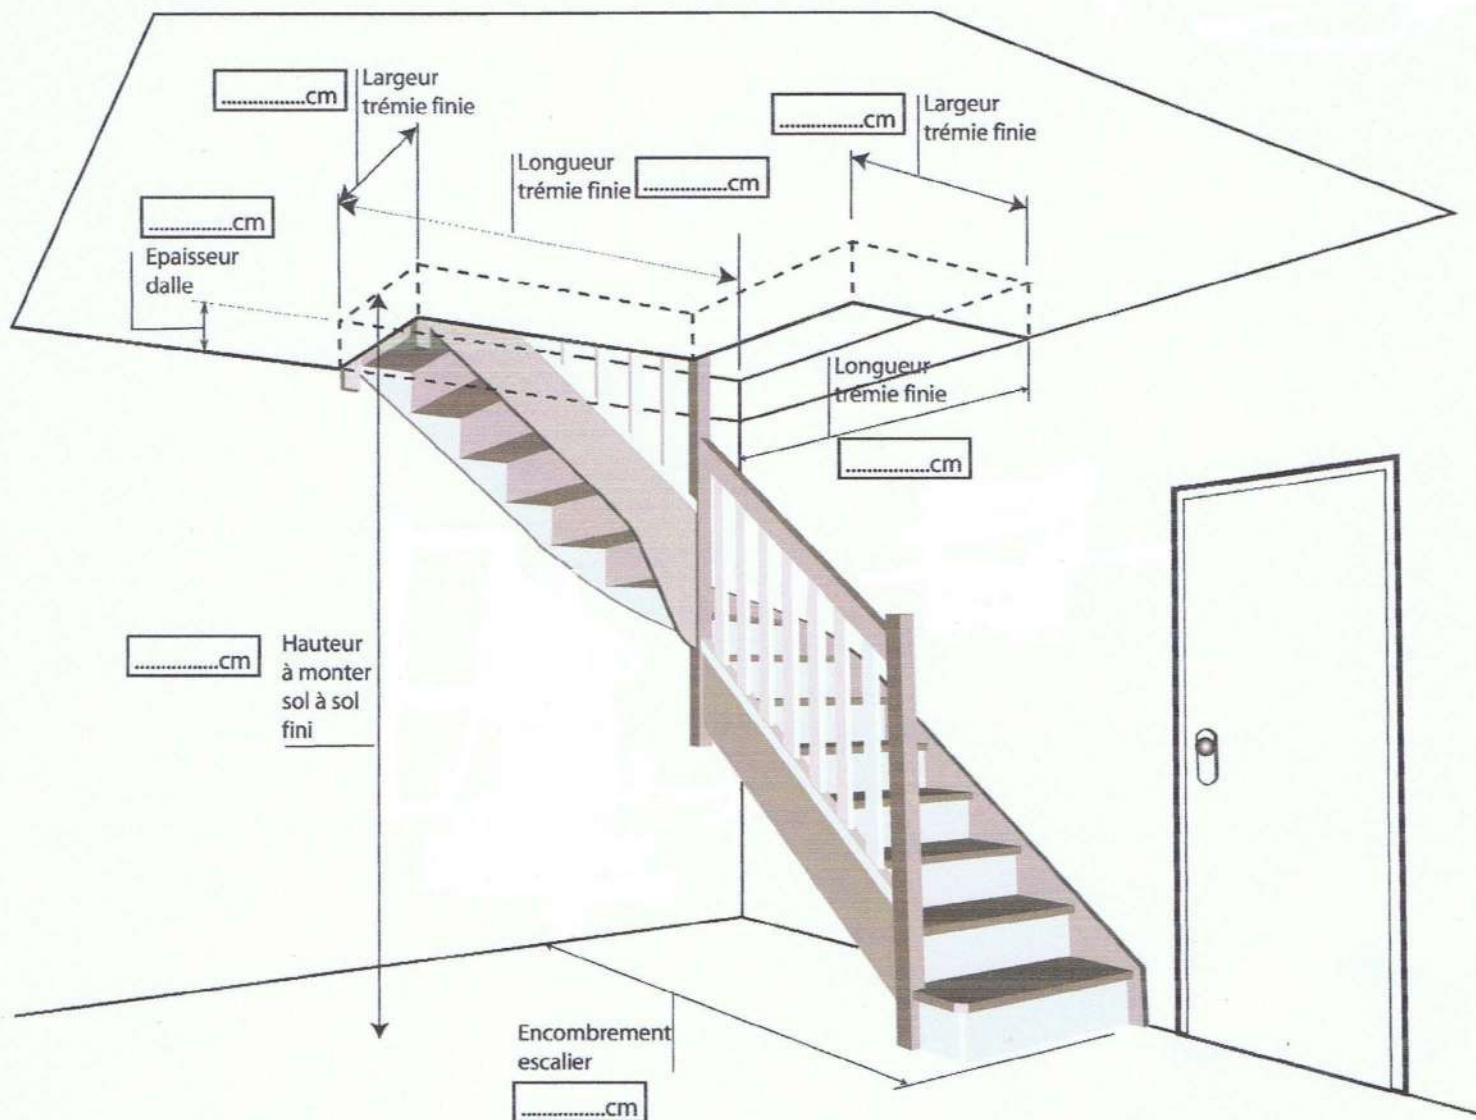 Largeur
trémie finie
...............cm
Largeur
trémie finie
...............cm
Longueur
trémie finie
...............cm
...............cm
Epaisseur
dalle
Longueur
trémie finie
...............cm
Hauteur
à monter
sol à sol
fini
...............cm
Encombrement
escalier
...............cm